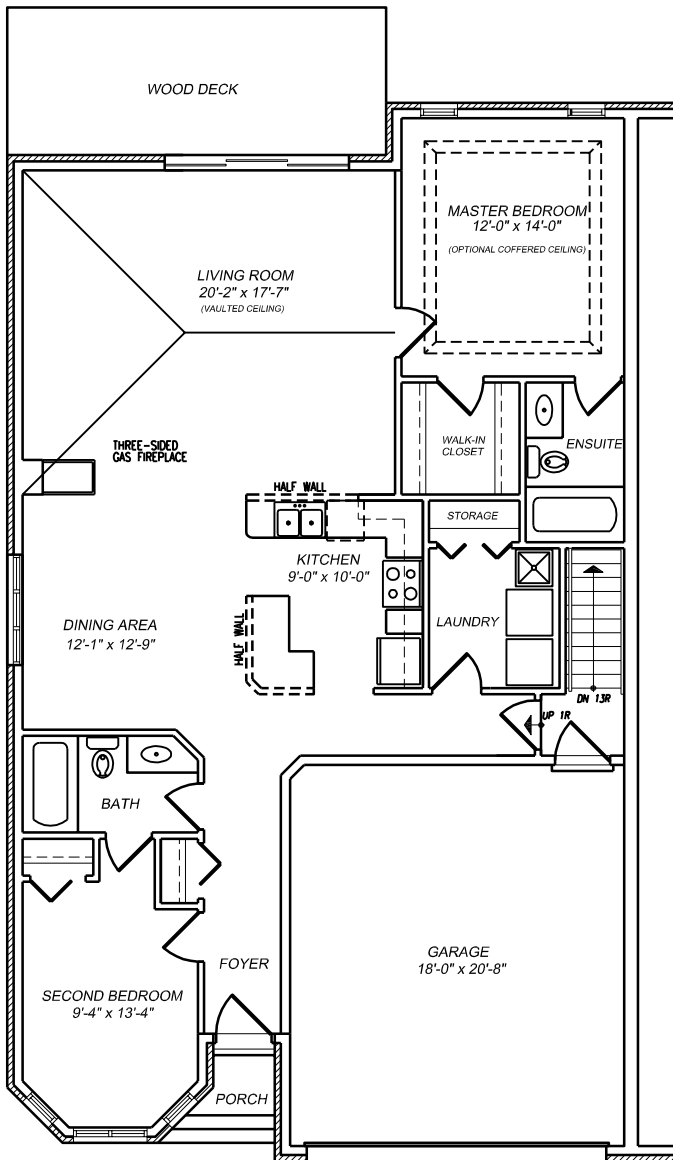 WOOD DECK
MASTER BEDROOM
12'-0" x 14'-0"
(OPTIONAL COFFERED CEILING)
LIVING ROOM
20'-2" x 17'-7"
(VAULTED CEILING)
THREE-SIDED
GAS FIREPLACE
WALK-IN
CLOSET
ENSUITE
HALF WALL
STORAGE
KITCHEN
9'-0" x 10'-0"
DINING AREA
12'-1" x 12'-9"
HALF WALL
LAUNDRY
DN 13R
UP 1R
BATH
FOYER
GARAGE
18'-0" x 20'-8"
SECOND BEDROOM
9'-4" x 13'-4"
PORCH